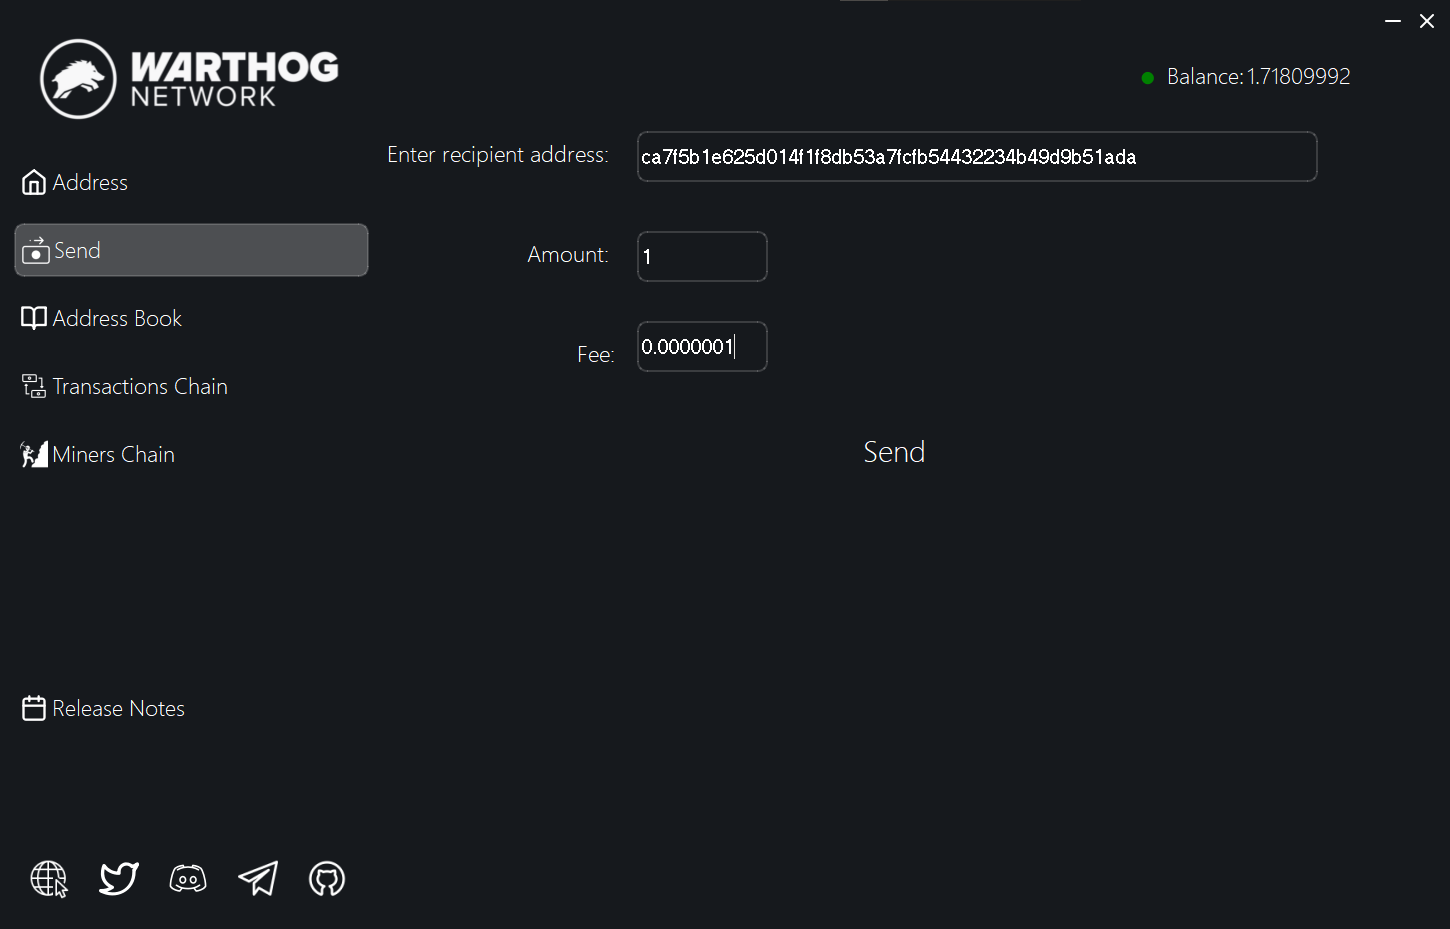 WARTHOG
NETWORK
Balance: 1.71809992
Enter recipient address: ca7f5b1e625d014f1f8db53a7fcfb54432234b49d9b51ada
Address
Send
Amount: 1
Address Book
Fee: 0.0000001
Transactions Chain
Miners Chain
Send
Release Notes